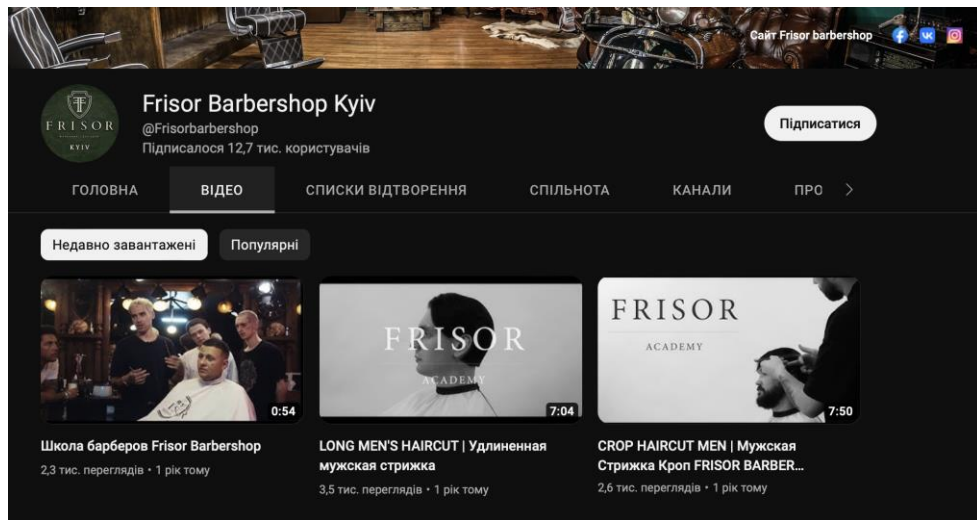 Сайт Frisor barbershop
FRISOR
KYIV
Frisor Barbershop Kyiv
@Frisorbarbershop
Підписалося 12,7 тис. користувачів
Підписатися
ГОЛОВНА ВІДЕО СПИСКИ ВІДТВОРЕННЯ СПІЛЬНОТА КАНАЛИ ПРО
Недавно завантажені Популярні
0:54
FRISOR
ACADEMY
7:04
FRISOR
ACADEMY
7:50
Школа барберов Frisor Barbershop
2,3 тис. переглядів • 1 рік тому
LONG MEN'S HAIRCUT | Удлиненная
мужская стрижка
3,5 тис. переглядів • 1 рік тому
CROP HAIRCUT MEN | Мужская
Стрижка Кроп FRISOR BARBER...
2,6 тис. переглядів • 1 рік тому